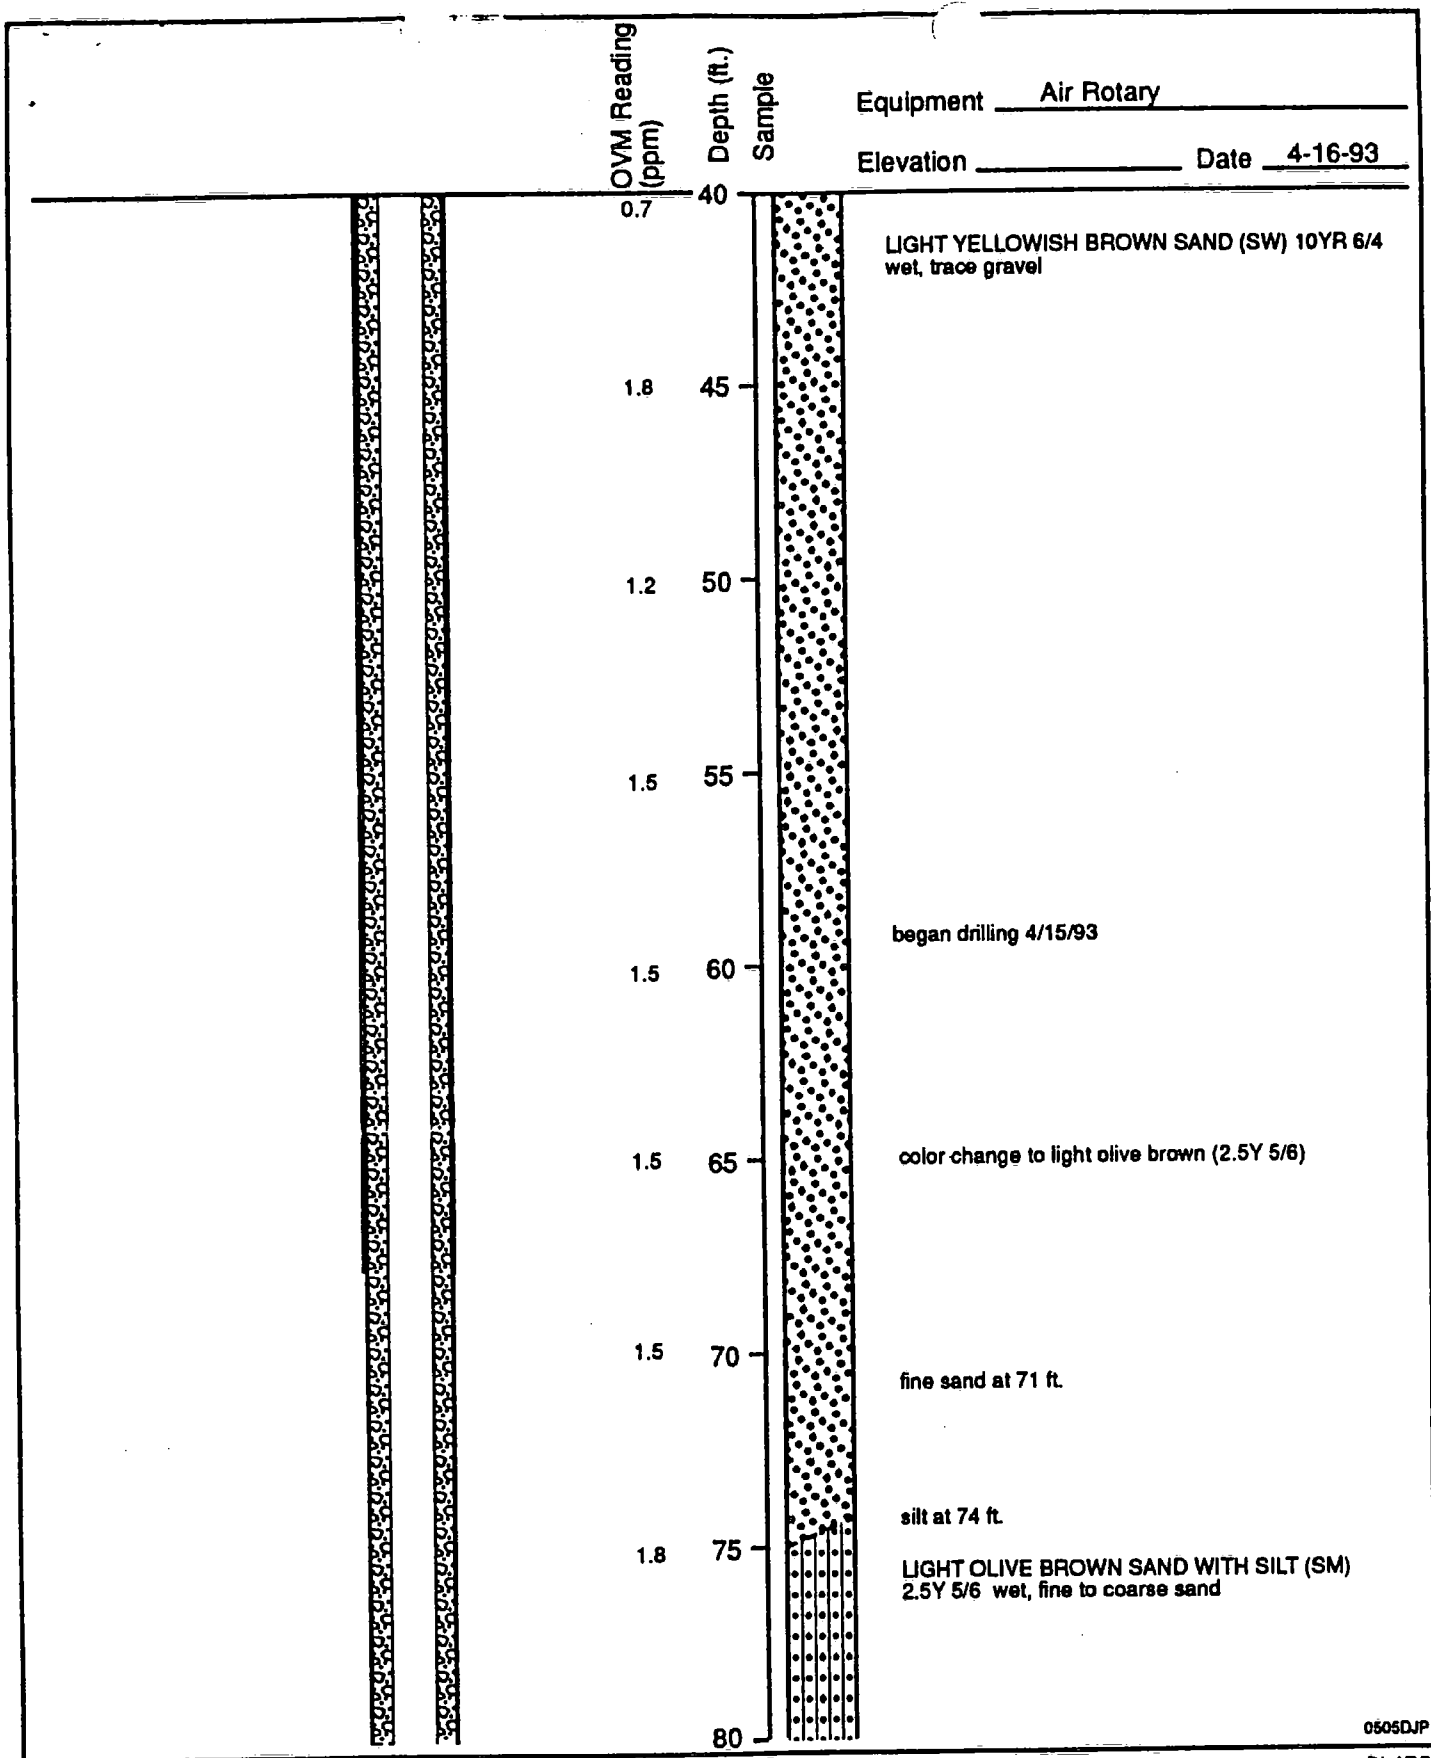 OVM Reading (ppm)
Depth (ft.)
Sample
Equipment Air Rotary
Elevation Date 4-16-93
0.7 40
LIGHT YELLOWISH BROWN SAND (SW) 10YR 6/4
wet, trace gravel
1.8 45
1.2 50
1.5 55
began drilling 4/15/93
1.5 60
1.5 65 color change to light olive brown (2.5Y 5/6)
1.5 70
fine sand at 71 ft.
silt at 74 ft.
1.8 75
LIGHT OLIVE BROWN SAND WITH SILT (SM)
2.5Y 5/6 wet, fine to coarse sand
80
0505DJP